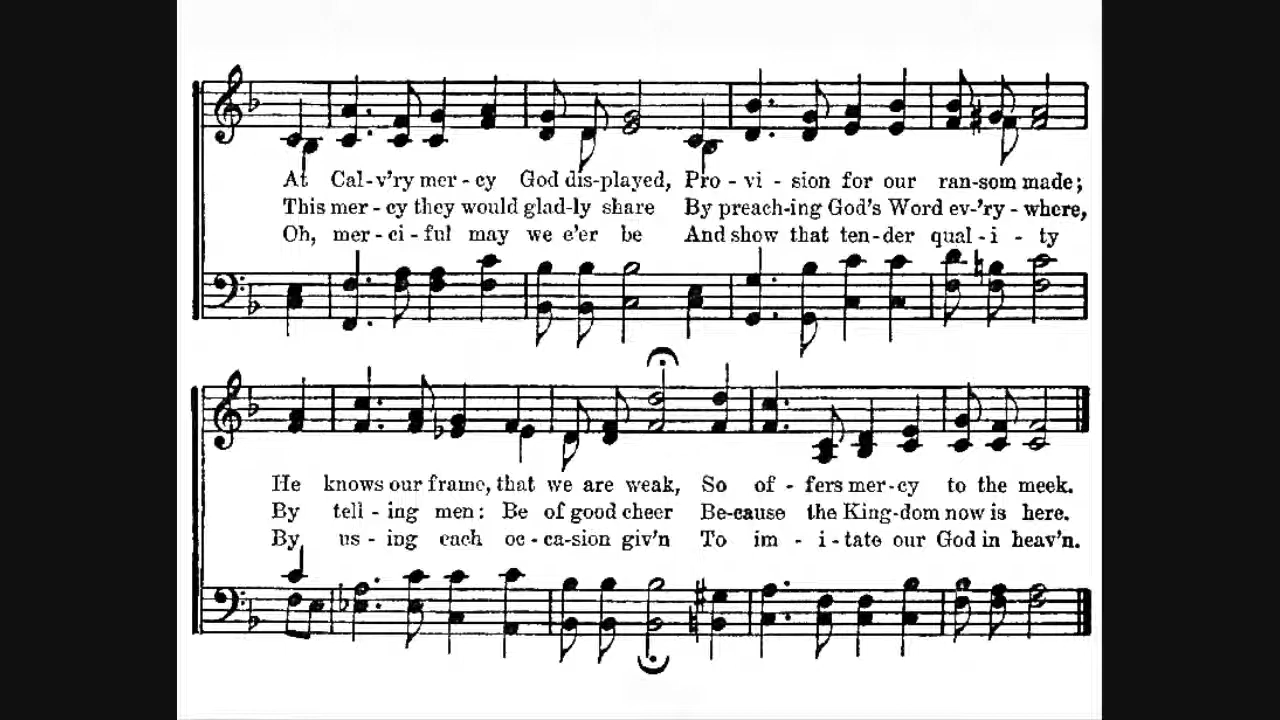 At Cal-v'ry mer-cy God dis-played, Pro-vi-sion for our ran-som made;
This mer-cy they would glad-ly share By preach-ing God's Word ev-'ry-where,
Oh, mer-ci-ful may we e'er be And show that ten-der qual-i-ty
He knows our frame, that we are weak, So of-fers mer-cy to the meek.
By tell-ing men: Be of good cheer Be-cause the King-dom now is here.
By us-ing each oc-ca-sion giv'n To im-i-tate our God in heav'n.